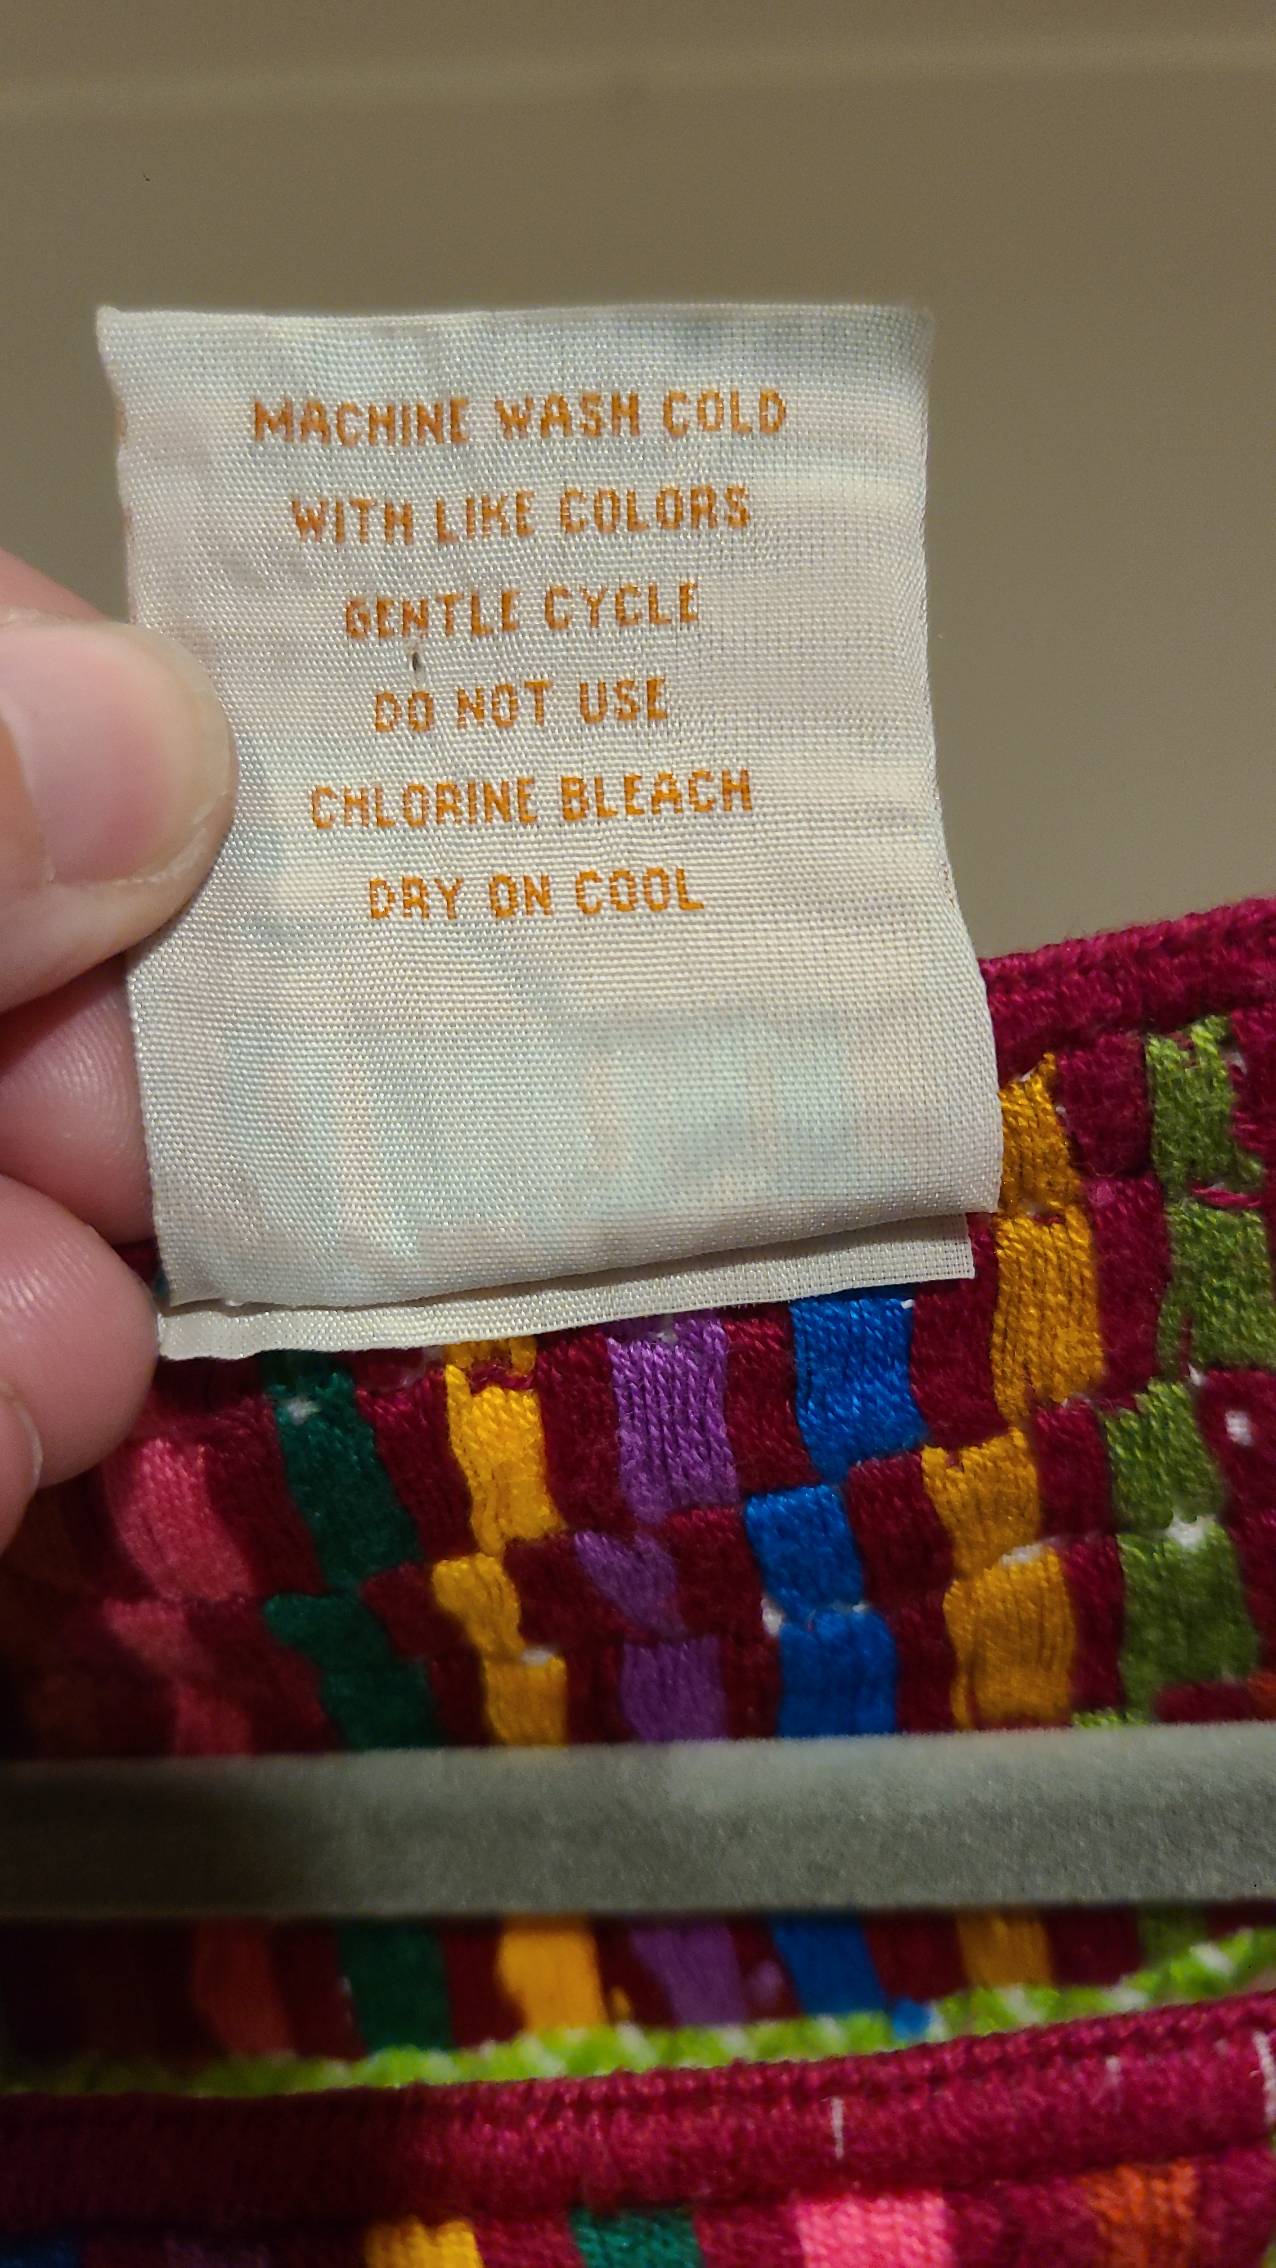 MACHINE WASH COLD
WITH LIKE COLORS
GENTLE CYCLE
DO NOT USE
CHLORINE BLEACH
DRY ON COOL